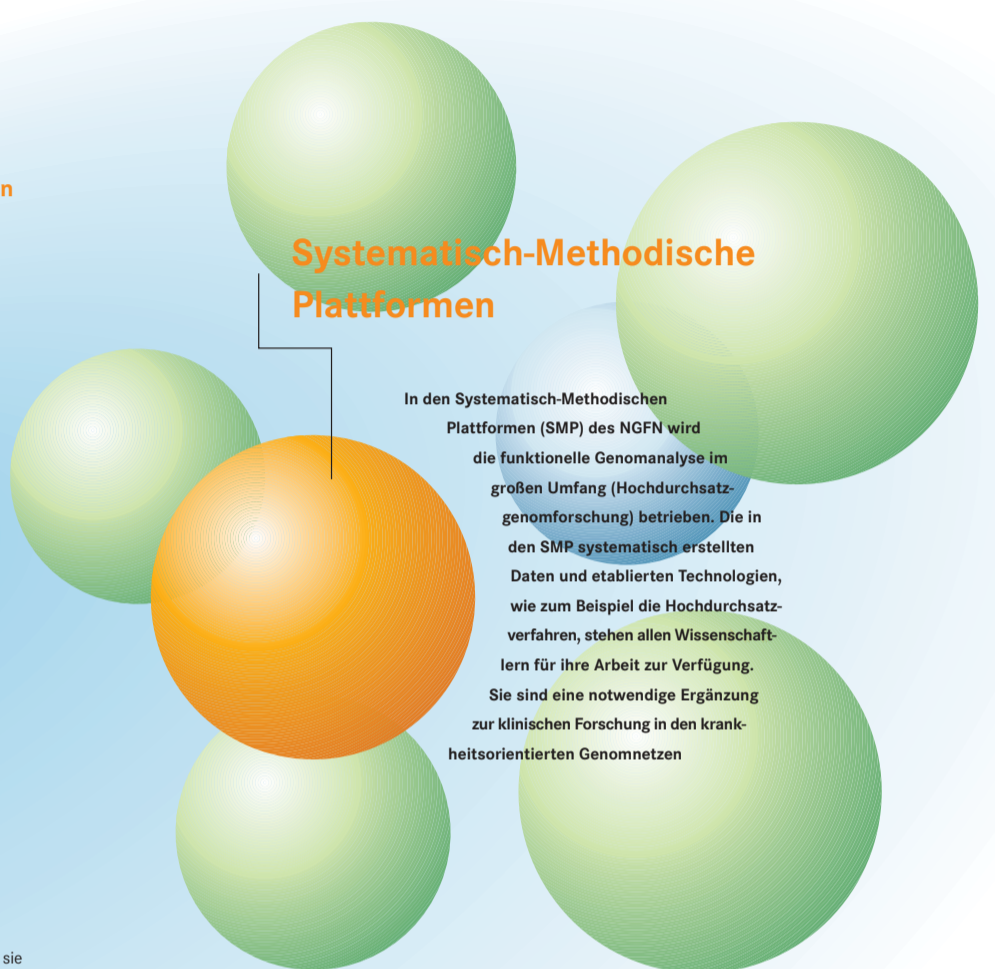 n
Systematisch-Methodische
Plattformen
In den Systematisch-Methodischen
Plattformen (SMP) des NGFN wird
die funktionelle Genomanalyse im
großen Umfang (Hochdurchsatz-
genomforschung) betrieben. Die in
den SMP systematisch erstellten
Daten und etablierten Technologien,
wie zum Beispiel die Hochdurchsatz-
verfahren, stehen allen Wissenschaft-
lern für ihre Arbeit zur Verfügung.
Sie sind eine notwendige Ergänzung
zur klinischen Forschung in den krank-
heitsorientierten Genomnetzen
sie